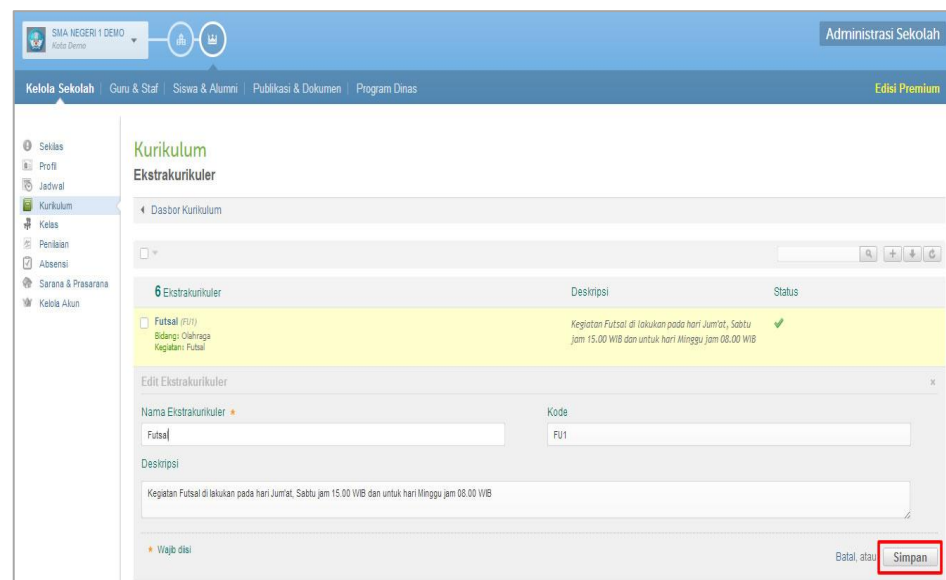 SMA NEGERI 1 DEMO
Kota Demo
Administrasi Sekolah
Kelola Sekolah | Guru & Staf | Siswa & Alumni | Publikasi & Dokumen | Program Dinas
Edisi Premium
Sekilas
Profil
Jadwal
Kurikulum
Kelas
Penilaian
Absensi
Sarana & Prasarana
Kelola Akun
Kurikulum
Ekstrakurikuler
Dasbor Kurikulum
6 Ekstrakurikuler
Deskripsi
Status
Futsal (FU1)
Bidang: Olahraga
Kegiatan: Futsal
Kegiatan Futsal di lakukan pada hari Jum'at, Sabtu
jam 15.00 WIB dan untuk hari Minggu jam 08.00 WIB
Edit Ekstrakurikuler
x
Nama Ekstrakurikuler *
Kode
Futsal
FU1
Deskripsi
Kegiatan Futsal di lakukan pada hari Jum'at, Sabtu jam 15.00 WIB dan untuk hari Minggu jam 08.00 WIB
* Wajib diisi
Batal, atau
Simpan